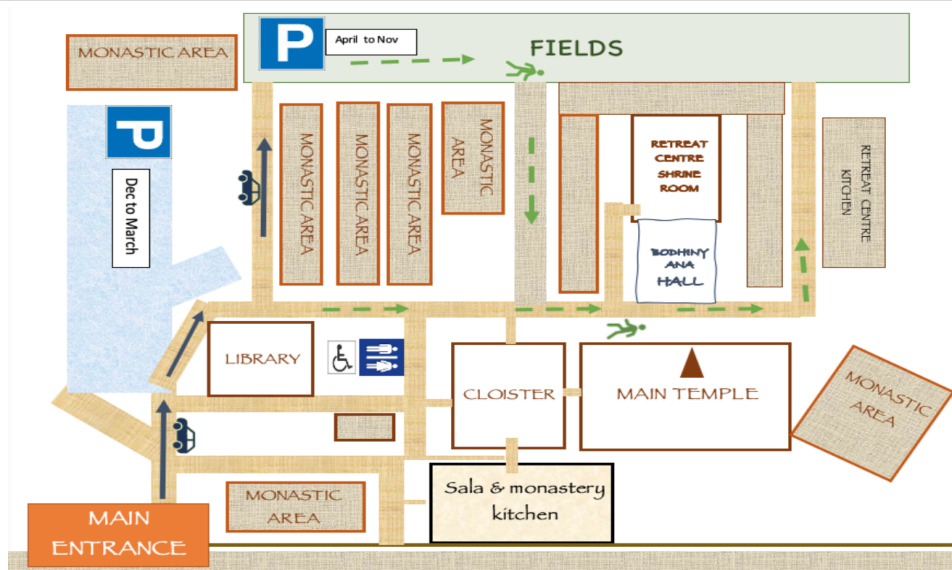 P
April to Nov
FIELDS
MONASTIC AREA
P
Dec to March
MONASTIC AREA
MONASTIC AREA
MONASTIC AREA
MONASTIC
AREA
RETREAT
CENTRE
SHRINE
ROOM
BODHINY
ANA
HALL
RETREAT CENTRE
KITCHEN
LIBRARY
CLOISTER
MAIN TEMPLE
MONASTIC
AREA
MONASTIC
AREA
Sala & monastery
kitchen
MAIN
ENTRANCE